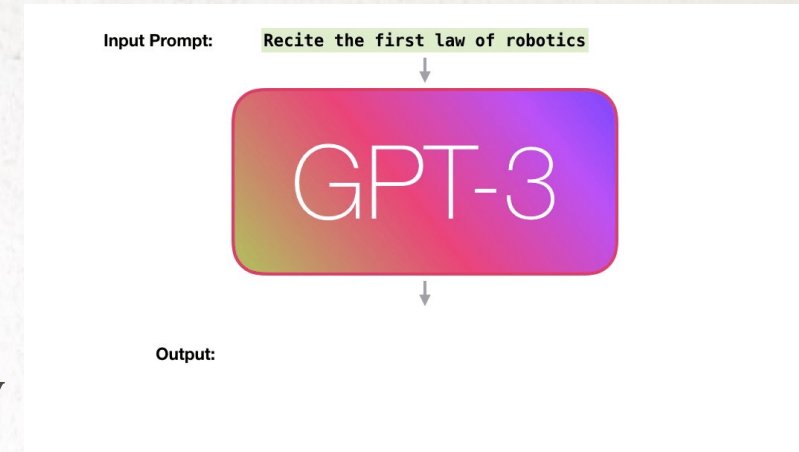 Input Prompt: Recite the first law of robotics
GPT-3
Output: